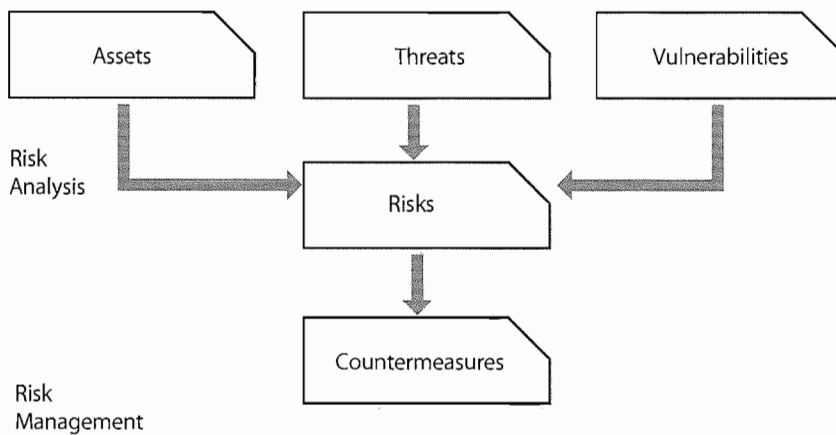 Assets
Threats
Vulnerabilities
Risk
Analysis
Risks
Countermeasures
Risk
Management